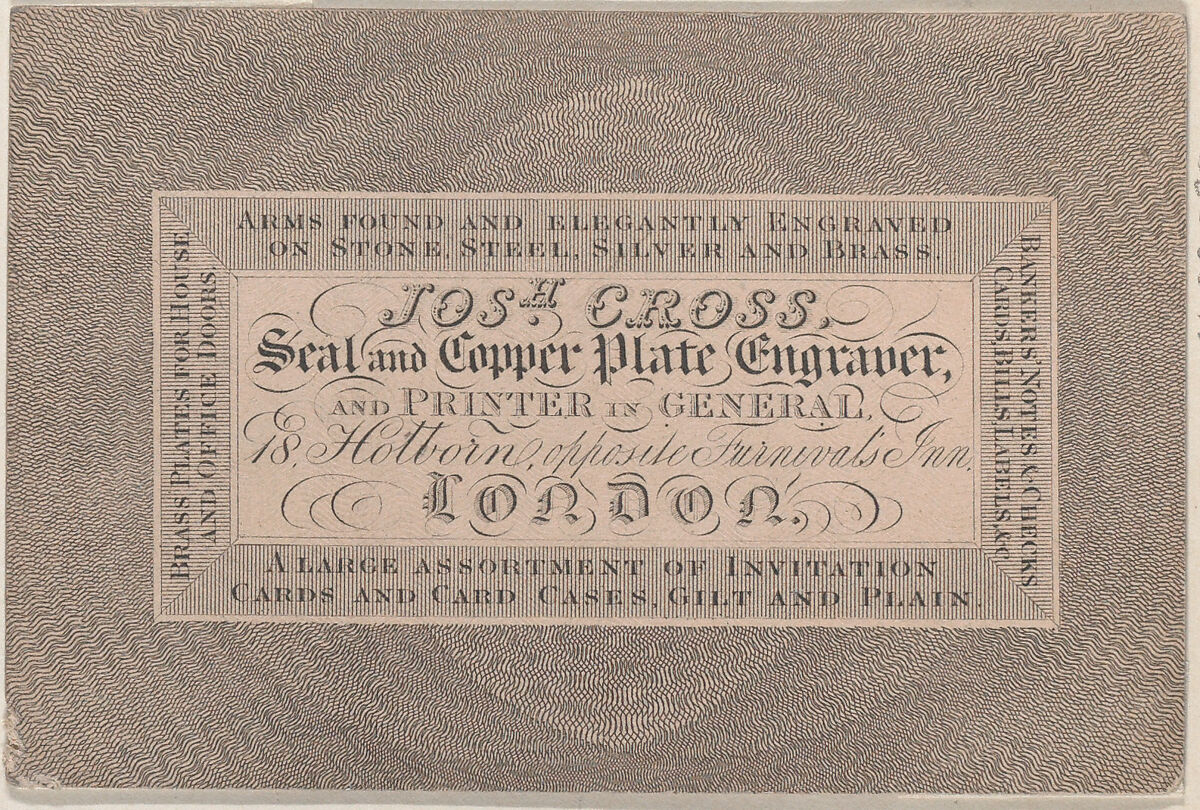 ARMS FOUND AND ELEGANTLY ENGRAVED
ON STONE, STEEL, SILVER AND BRASS.
BRASS PLATES FOR HOUSE
AND OFFICE DOORS
JOSH. CROSS,
Seal and Copper Plate Engraver,
AND PRINTER IN GENERAL,
18, Holborn, opposite Furnival's Inn,
LONDON.
BANKERS' NOTES & CHECKS
CARDS, BILLS, LABELS, &c
A LARGE ASSORTMENT OF INVITATION
CARDS AND CARD CASES, GILT AND PLAIN.